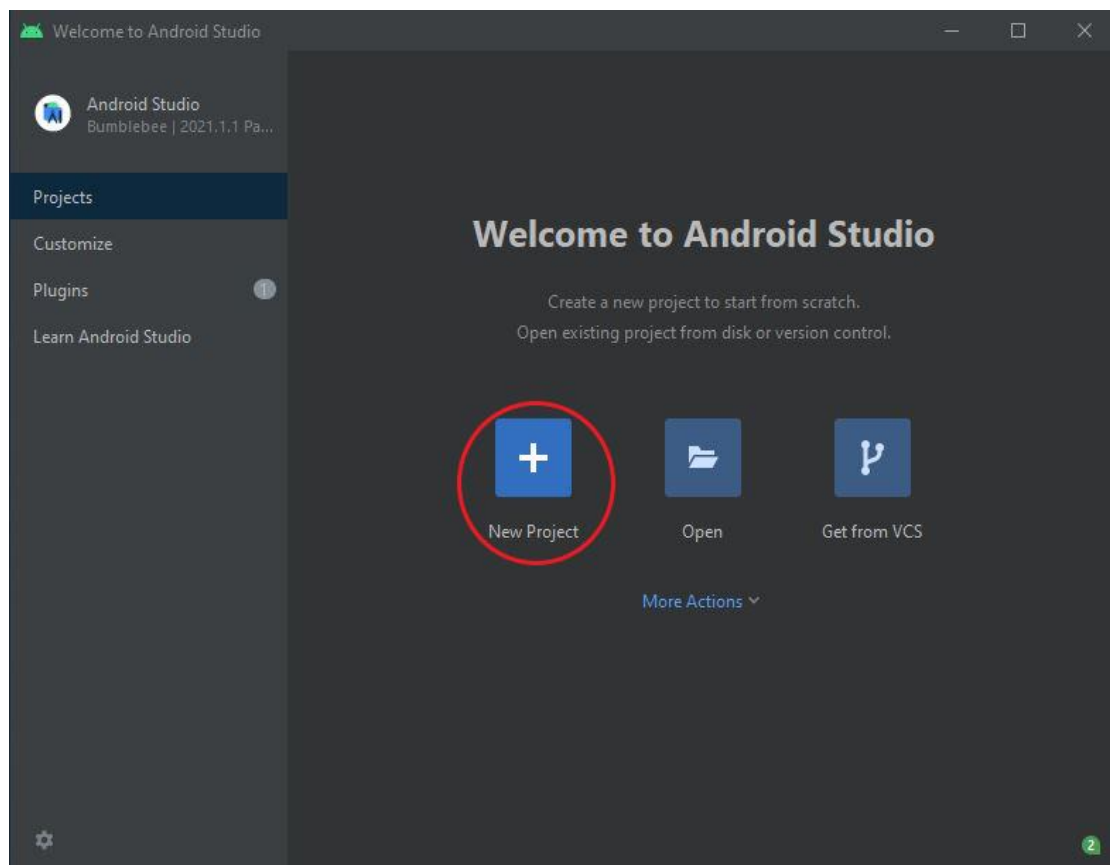 Welcome to Android Studio
Android Studio
Bumblebee | 2021.1.1 Pa...
Projects
Customize
Plugins
1
Learn Android Studio
Welcome to Android Studio
Create a new project to start from scratch.
Open existing project from disk or version control.
New Project
Open
Get from VCS
More Actions
2